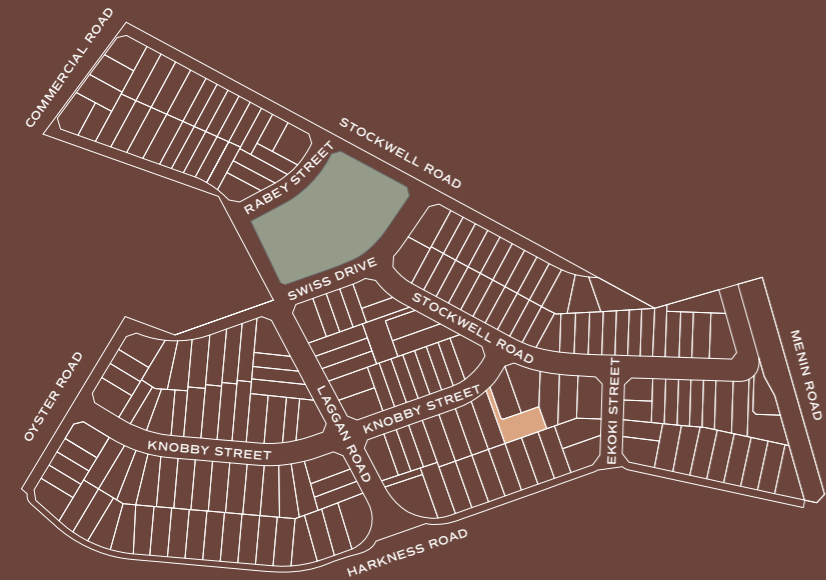 COMMERCIAL ROAD
STOCKWELL ROAD
RABEY STREET
SWISS DRIVE
STOCKWELL ROAD
MENIN ROAD
OYSTER ROAD
LAGGAN ROAD
KNOBBY STREET
EKOKI STREET
KNOBBY STREET
HARKNESS ROAD